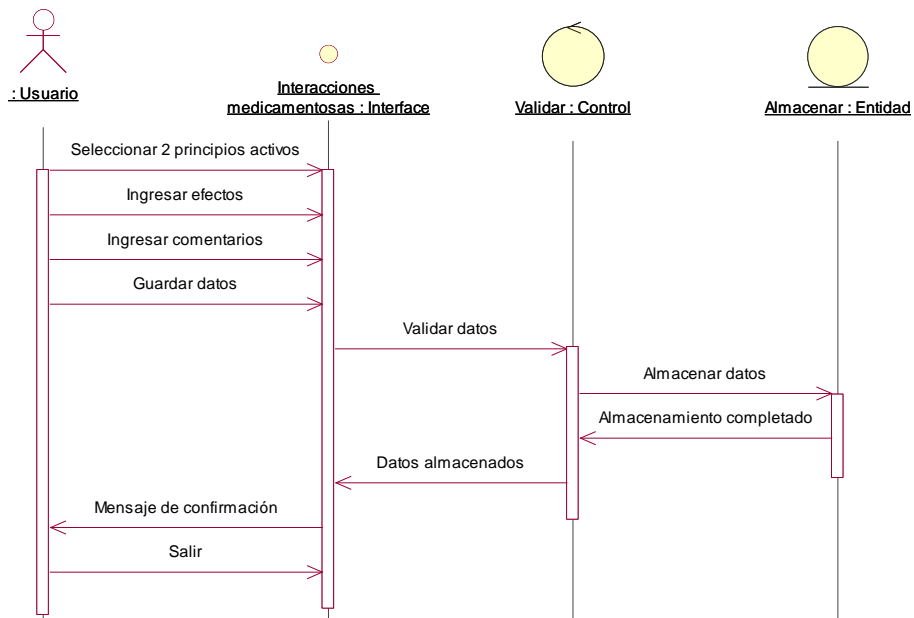 : Usuario
Interacciones
medicamentosas : Interface
Validar : Control
Almacenar : Entidad
Seleccionar 2 principios activos
Ingresar efectos
Ingresar comentarios
Guardar datos
Validar datos
Almacenar datos
Almacenamiento completado
Datos almacenados
Mensaje de confirmación
Salir